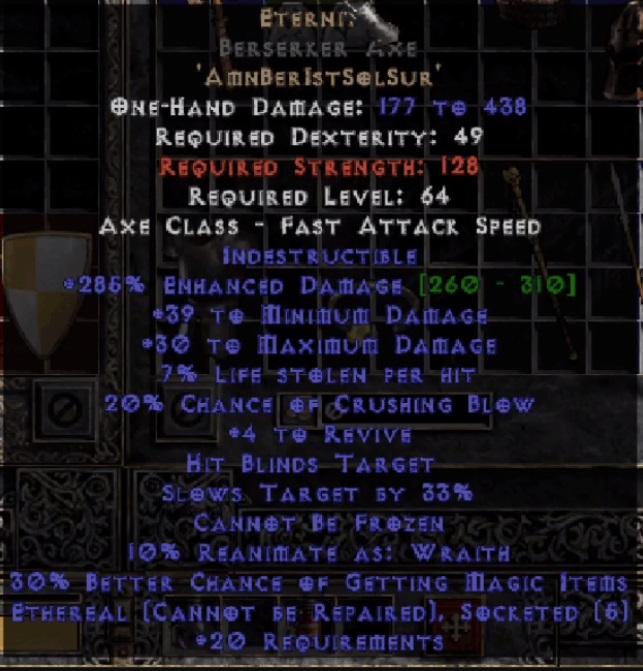 Berserker Axe
'AmnBerIstSolSur'
One-Hand Damage: 177 to 438
Required Dexterity: 49
Required Strength: 128
Required Level: 64
Axe Class - Fast Attack Speed
Indestructible
+285% Enhanced Damage [260 - 310]
+39 to Minimum Damage
+30 to Maximum Damage
7% Life stolen per hit
20% Chance of Crushing Blow
+4 to Revive
Hit Blinds Target
Slows Target by 33%
Cannot Be Frozen
10% Reanimate as: Wraith
30% Better Chance of Getting Magic Items
Ethereal (Cannot be Repaired), Socketed (5)
+20 Requirements